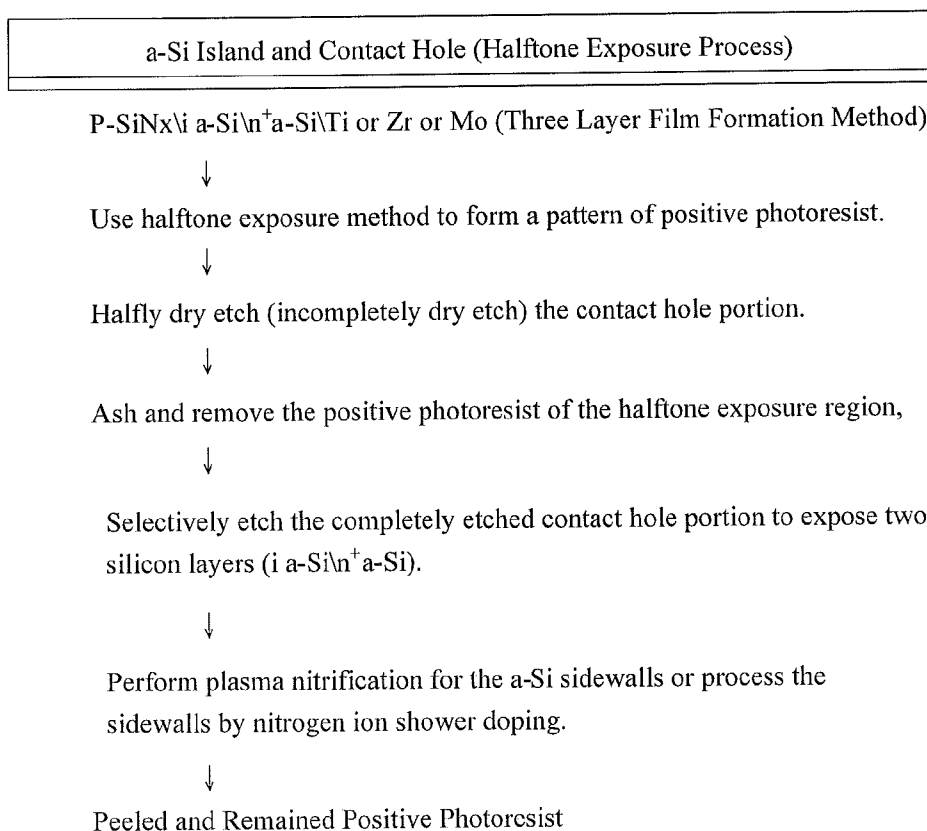 a-Si Island and Contact Hole (Halftone Exposure Process)
P-SiNx\i a-Si\n⁺a-Si\Ti or Zr or Mo (Three Layer Film Formation Method)
↓
Use halftone exposure method to form a pattern of positive photoresist.
↓
Halfly dry etch (incompletely dry etch) the contact hole portion.
↓
Ash and remove the positive photoresist of the halftone exposure region,
↓
Selectively etch the completely etched contact hole portion to expose two
silicon layers (i a-Si\n⁺a-Si).
↓
Perform plasma nitrification for the a-Si sidewalls or process the
sidewalls by nitrogen ion shower doping.
↓
Peeled and Remained Positive Photoresist